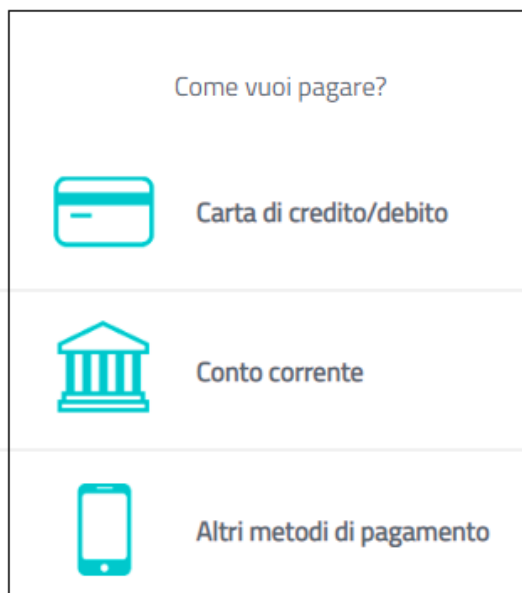 Come vuoi pagare?
Carta di credito/debito
Conto corrente
Altri metodi di pagamento